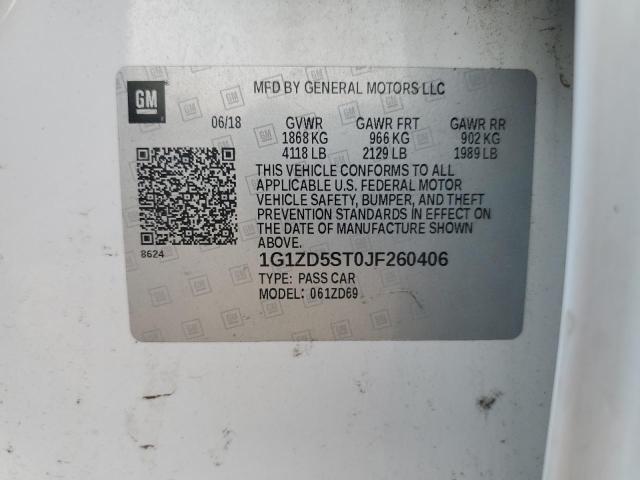 MFD BY GENERAL MOTORS LLC
GM
06/18 GVWR GAWR FRT GAWR RR
1868 KG 966 KG 902 KG
4118 LB 2129 LB 1989 LB
THIS VEHICLE CONFORMS TO ALL
APPLICABLE U.S. FEDERAL MOTOR
VEHICLE SAFETY, BUMPER, AND THEFT
PREVENTION STANDARDS IN EFFECT ON
THE DATE OF MANUFACTURE SHOWN
ABOVE.
8624
1G1ZD5ST0JF260406
TYPE: PASS CAR
MODEL: 061ZD69